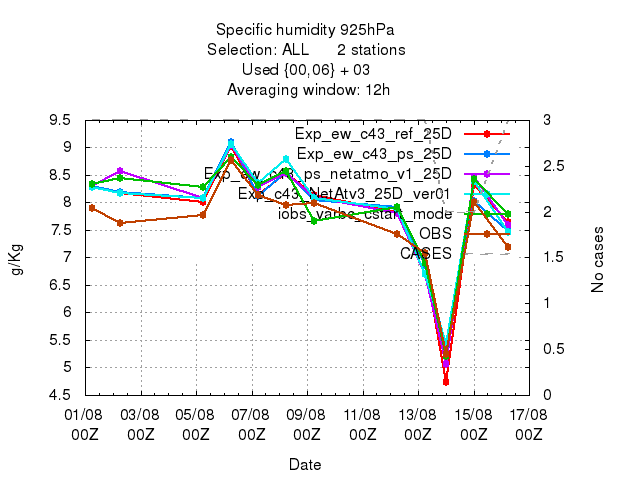 Specific humidity 925hPa
Selection: ALL 2 stations
Used {00,06} + 03
Averaging window: 12h
9.5
9
8.5
8
7.5
7
6.5
6
5.5
5
4.5
g/Kg
3
2.5
2
1.5
1
0.5
0
No cases
Exp_ew_c43_ref_25D
Exp_ew_c43_ps_25D
Exp_ew_c43_ps_netatmo_v1_25D
Exp_c43_NetAtv3_25D_ver01
OBS
CASES
01/08 03/08 05/08 07/08 09/08 11/08 13/08 15/08 17/08
00Z 00Z 00Z 00Z 00Z 00Z 00Z 00Z 00Z
Date